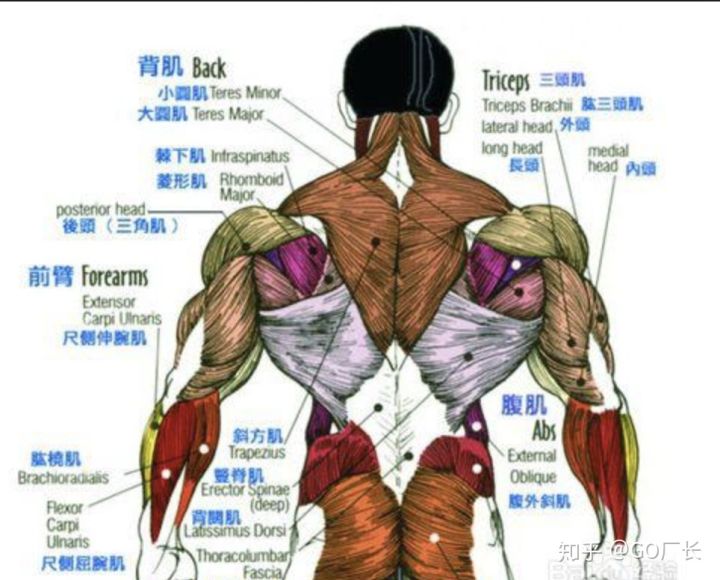 背肌 Back
小圓肌 Teres Minor
大圓肌 Teres Major
棘下肌 Infraspinatus
菱形肌 Rhomboid
Major
posterior head
後頭（三角肌）
前臂 Forearms
Extensor
Carpi Ulnaris
尺側伸腕肌
肱橈肌
Brachioradialis
Flexor
Carpi
Ulnaris
尺側屈腕肌
斜方肌
Trapezius
豎脊肌
Erector Spinae
(deep)
背闊肌
Latissimus Dorsi
Thoracolumbar
Fascia
Triceps 三頭肌
Triceps Brachii 肱三頭肌
lateral head 外頭
long head
長頭
medial
head 內頭
腹肌
Abs
External
Oblique
腹外斜肌
知乎 @GO厂长